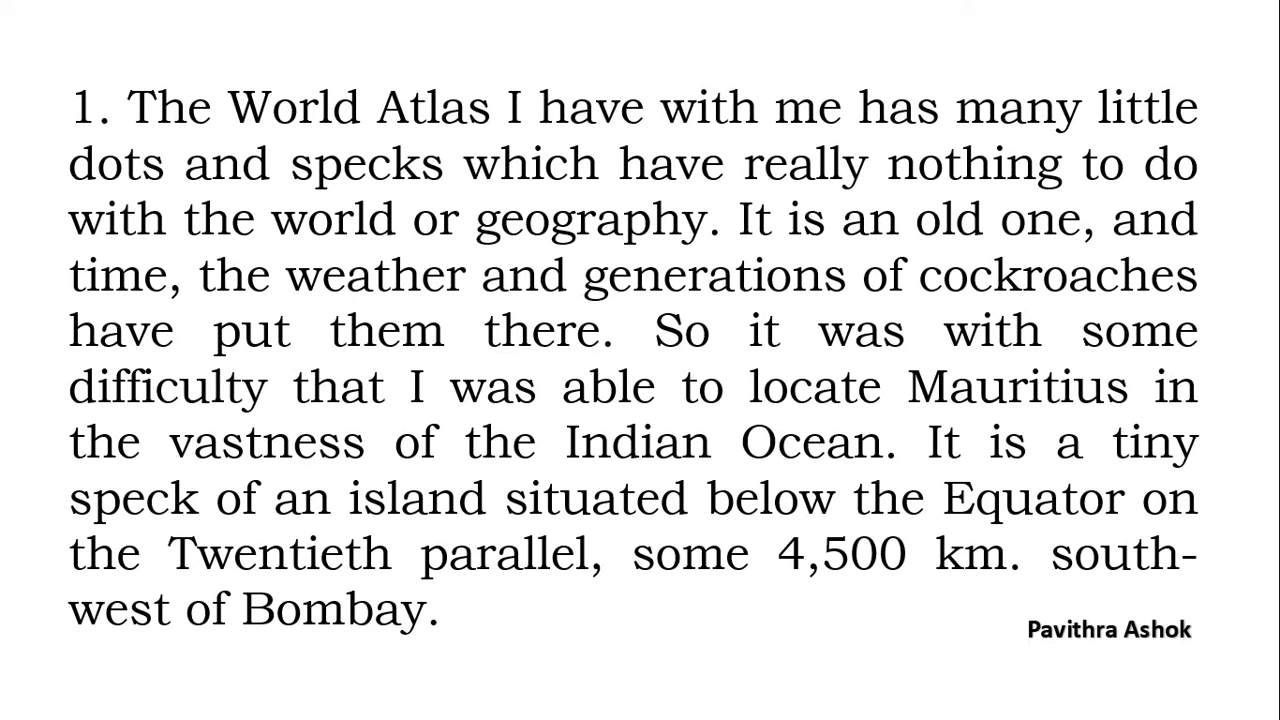 1. The World Atlas I have with me has many little
dots and specks which have really nothing to do
with the world or geography. It is an old one, and
time, the weather and generations of cockroaches
have put them there. So it was with some
difficulty that I was able to locate Mauritius in
the vastness of the Indian Ocean. It is a tiny
speck of an island situated below the Equator on
the Twentieth parallel, some 4,500 km. south-
west of Bombay.
Pavithra Ashok